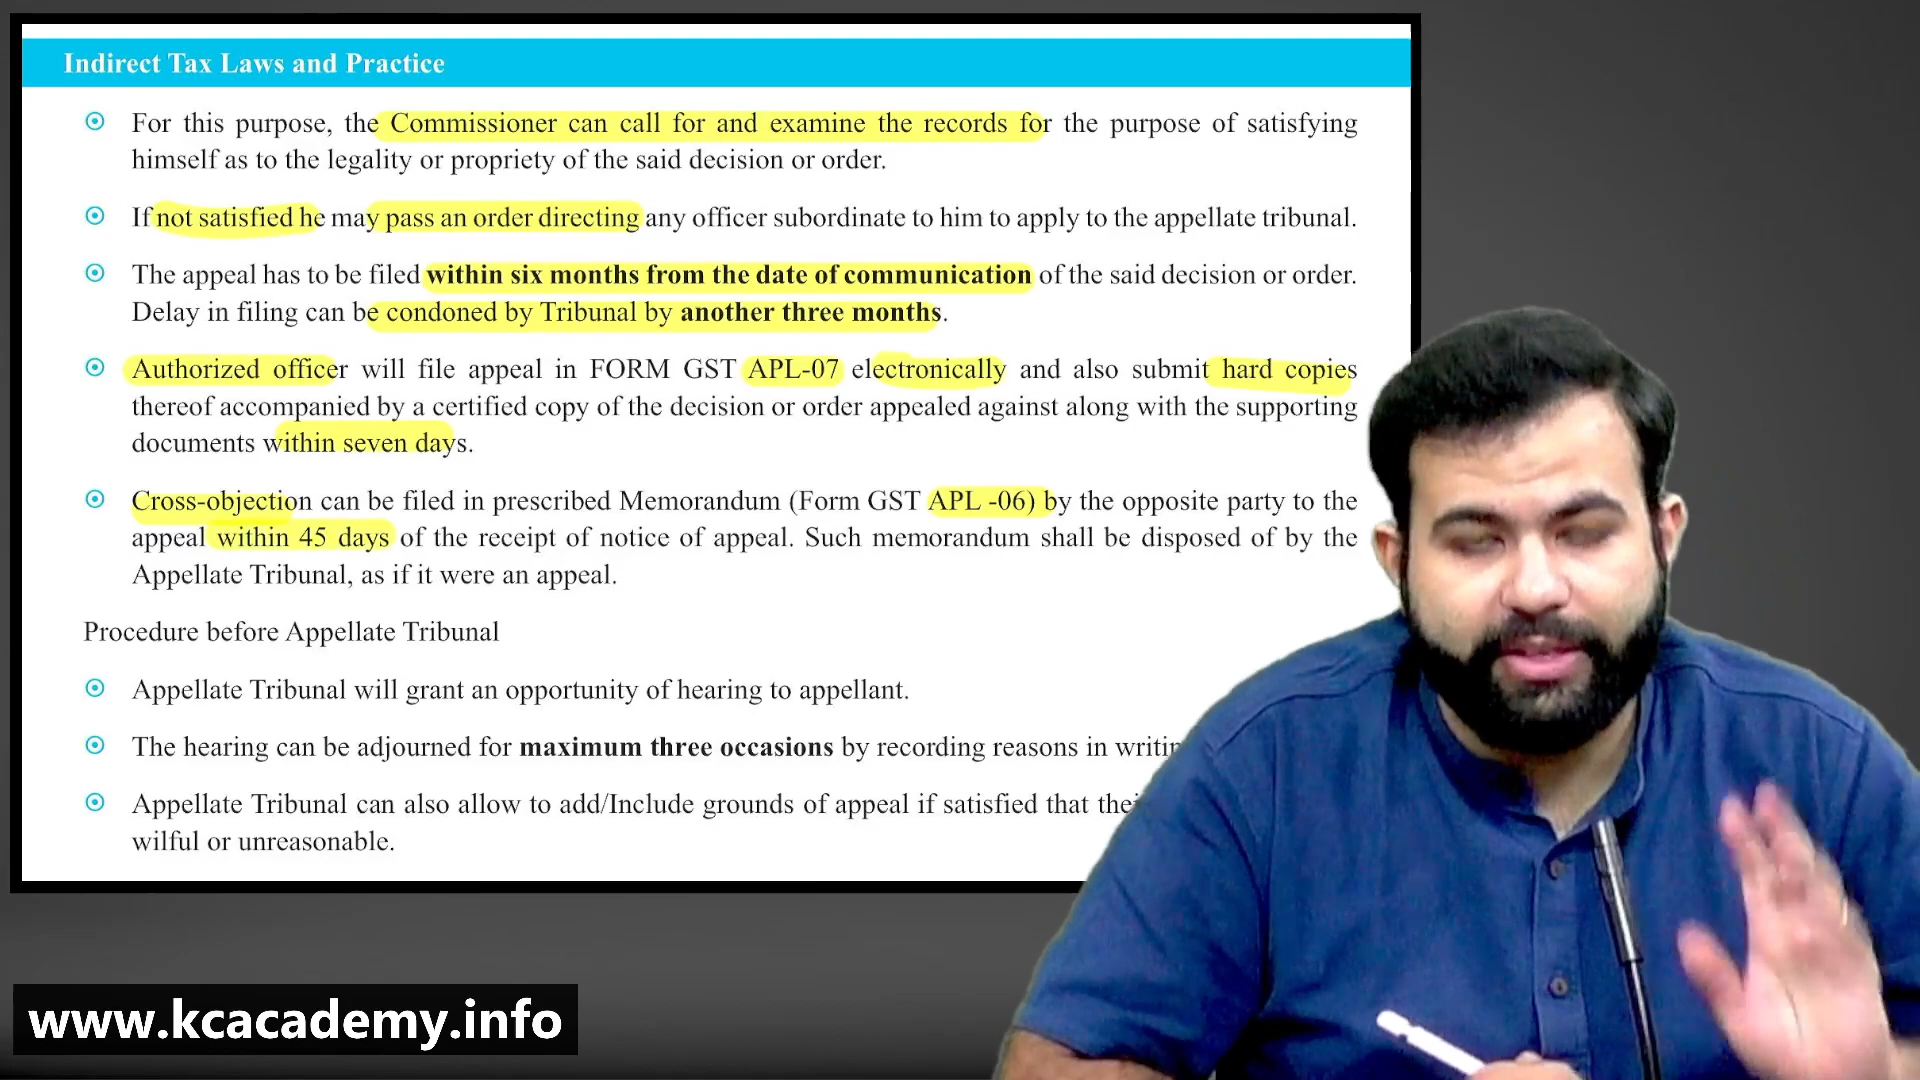 Indirect Tax Laws and Practice
For this purpose, the Commissioner can call for and examine the records for the purpose of satisfying
himself as to the legality or propriety of the said decision or order.
If not satisfied he may pass an order directing any officer subordinate to him to apply to the appellate tribunal.
The appeal has to be filed within six months from the date of communication of the said decision or order.
Delay in filing can be condoned by Tribunal by another three months.
Authorized officer will file appeal in FORM GST APL-07 electronically and also submit hard copies
thereof accompanied by a certified copy of the decision or order appealed against along with the supporting
documents within seven days.
Cross-objection can be filed in prescribed Memorandum (Form GST APL -06) by the opposite party to the
appeal within 45 days of the receipt of notice of appeal. Such memorandum shall be disposed of by the
Appellate Tribunal, as if it were an appeal.
Procedure before Appellate Tribunal
Appellate Tribunal will grant an opportunity of hearing to appellant.
The hearing can be adjourned for maximum three occasions by recording reasons in
Appellate Tribunal can also allow to add/Include grounds of appeal if satisfied that
wilful or unreasonable.
www.kcacademy.info